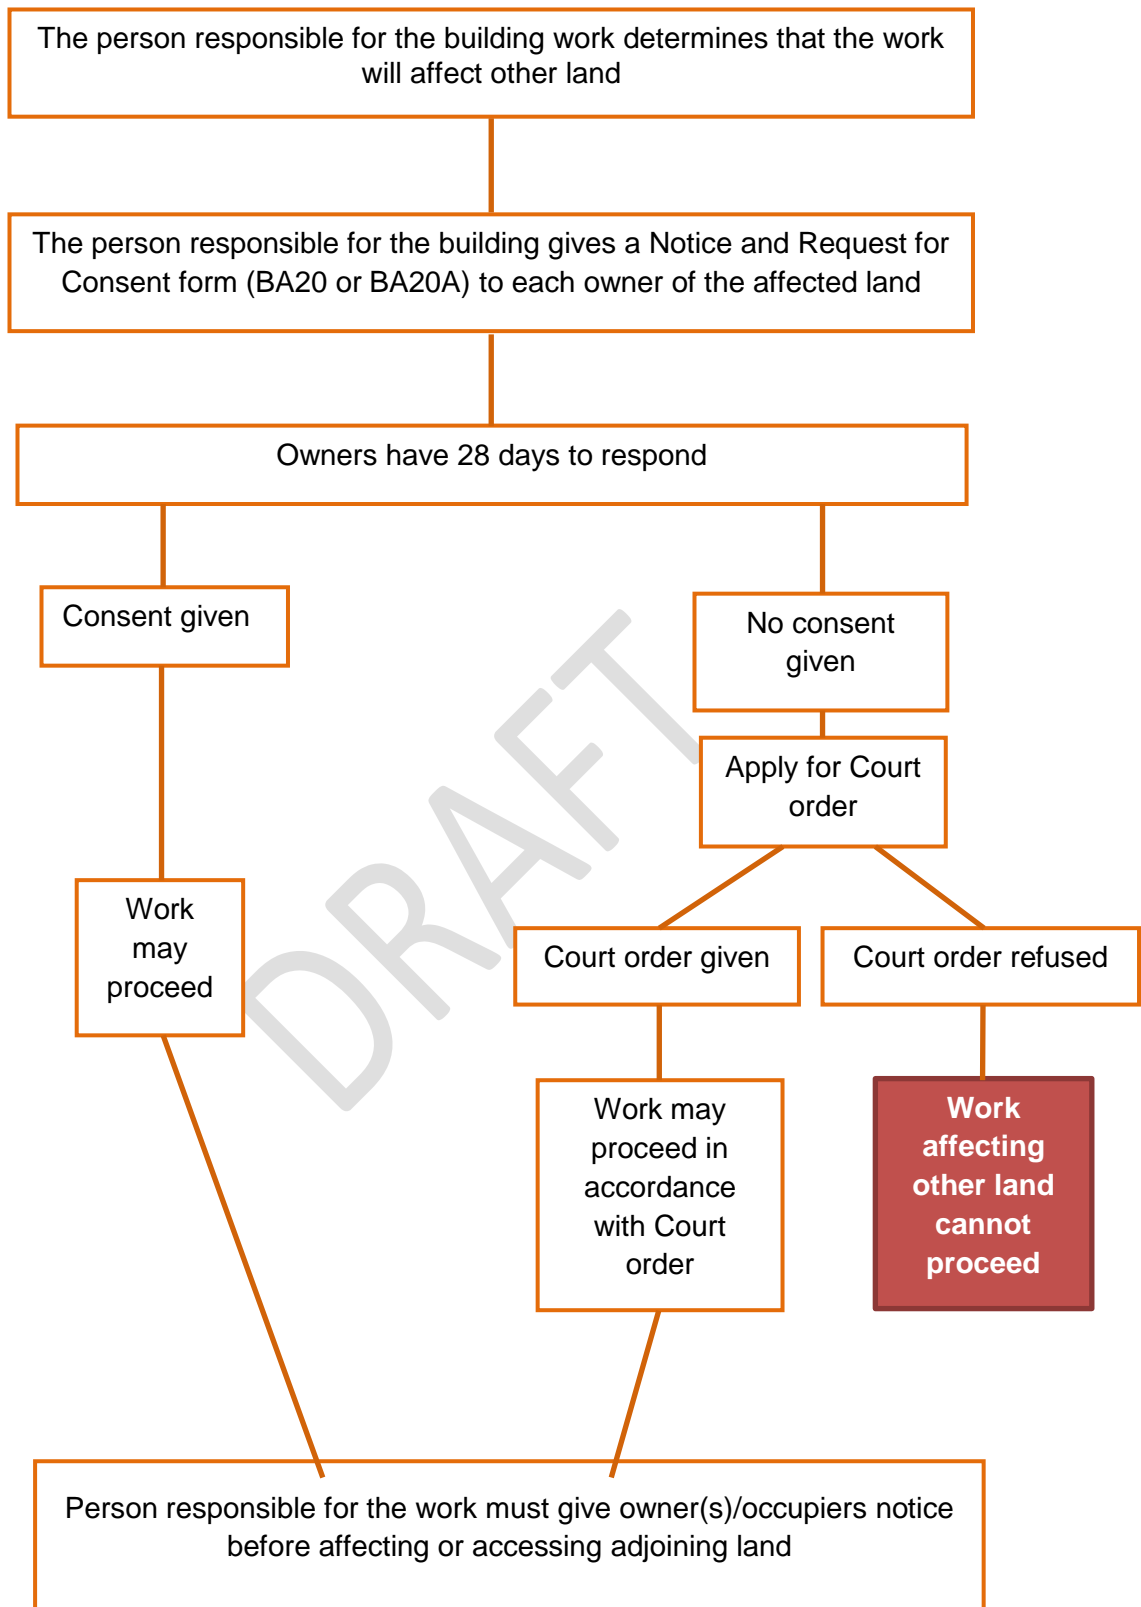 The person responsible for the building work determines that the work
will affect other land
The person responsible for the building gives a Notice and Request for
Consent form (BA20 or BA20A) to each owner of the affected land
Owners have 28 days to respond
Consent given
No consent
given
Apply for Court
order
Work
may
proceed
Court order given
Court order refused
Work may
proceed in
accordance
with Court
order
Work
affecting
other land
cannot
proceed
Person responsible for the work must give owner(s)/occupiers notice
before affecting or accessing adjoining land
DRAFT